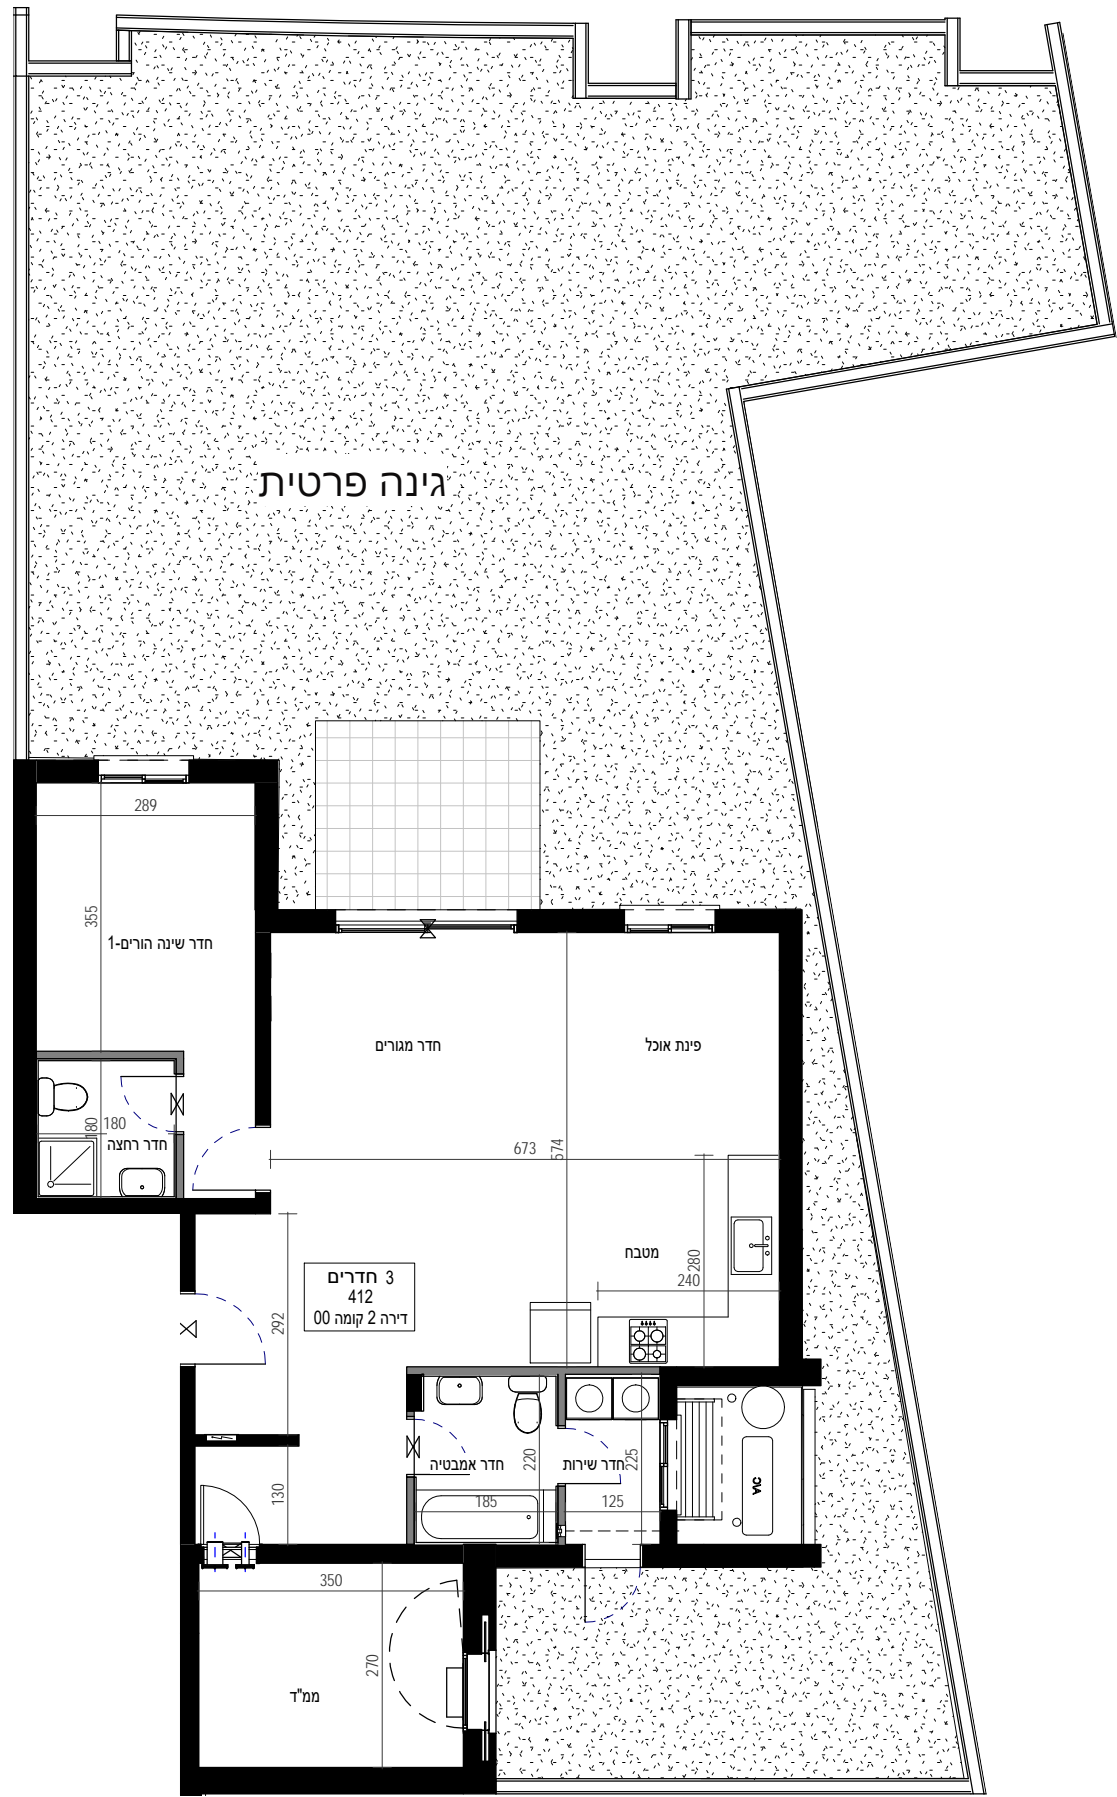 גינה פרטית
289
355
חדר שינה הורים-1
חדר מגורים
פינת אוכל
180
180
חדר רחצה
673
574
מטבח
280
240
3 חדרים
412
דירה 2 קומה 00
292
חדר אמבטיה
220
185
חדר שירות
225
125
A\C
130
350
270
ממ"ד